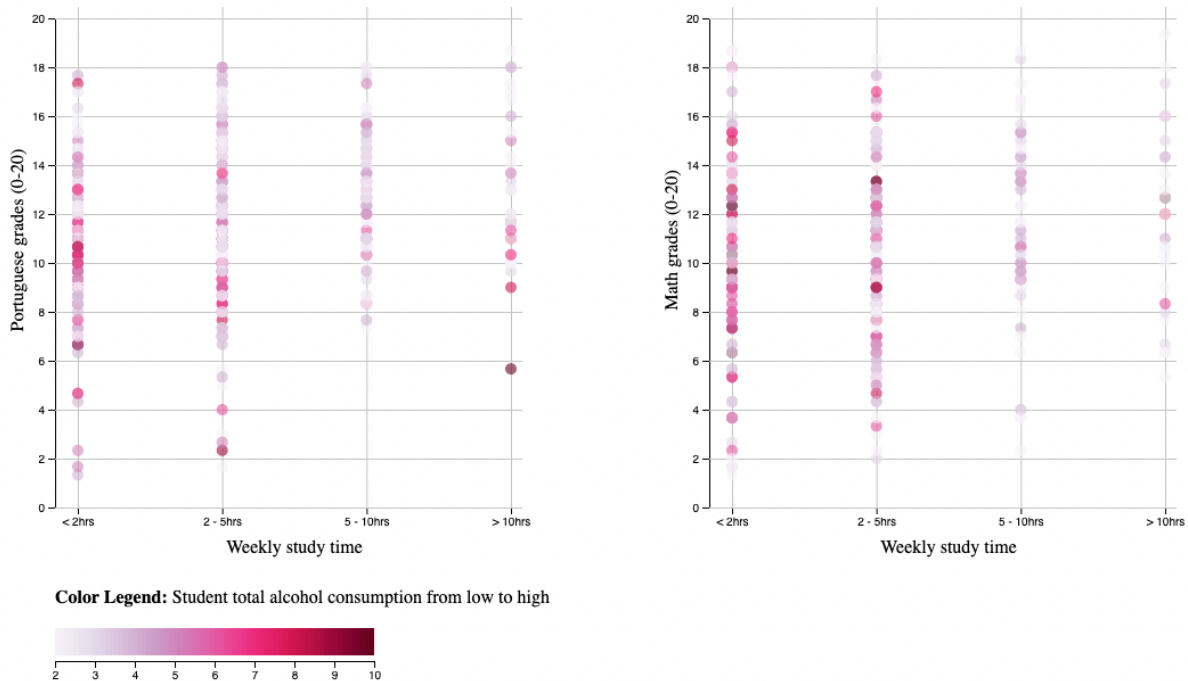 20
18
16
14
12
10
8
6
4
2
0
Portuguese grades (0-20)
< 2hrs
2 - 5hrs
5 - 10hrs
> 10hrs
Weekly study time
20
18
16
14
12
10
8
6
4
2
0
Math grades (0-20)
< 2hrs
2 - 5hrs
5 - 10hrs
> 10hrs
Weekly study time
Color Legend: Student total alcohol consumption from low to high
2 3 4 5 6 7 8 9 10